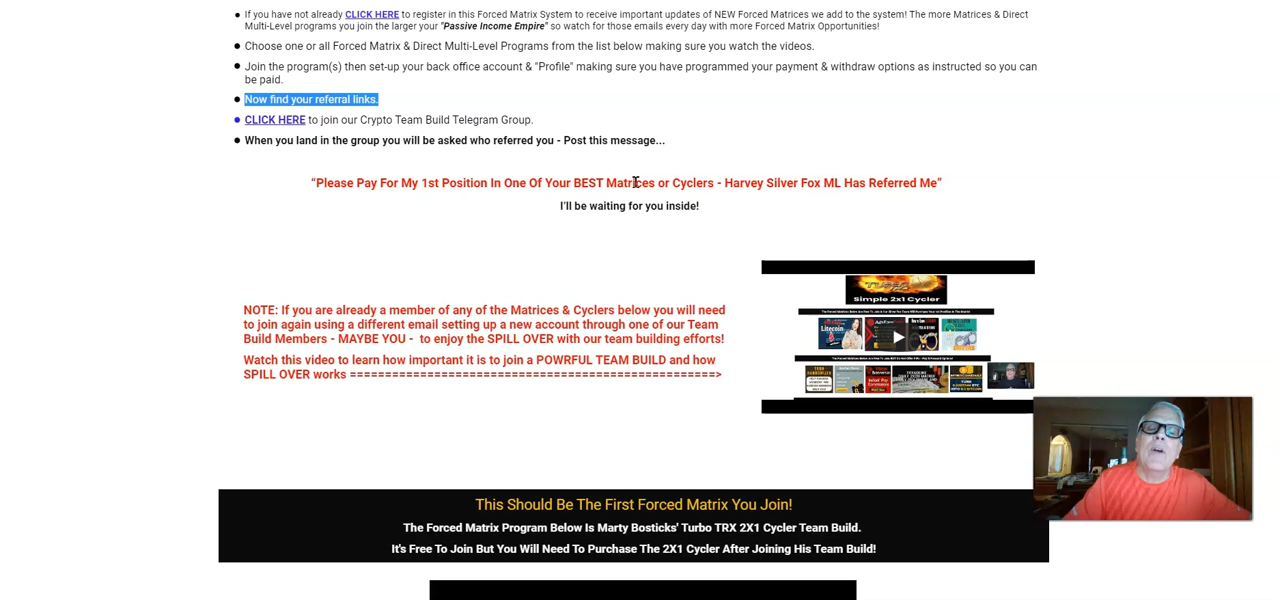 If you have not already CLICK HERE to register in this Forced Matrix System to receive important updates of NEW Forced Matrices we add to the system! The more Matrices & Direct
Multi-Level programs you join the larger your "Passive Income Empire" so watch for those emails every day with more Forced Matrix Opportunities!
Choose one or all Forced Matrix & Direct Multi-Level Programs from the list below making sure you watch the videos.
Join the program(s) then set-up your back office account & "Profile" making sure you have programmed your payment & withdraw options as instructed so you can
be paid.
Now find your referral links.
CLICK HERE to join our Crypto Team Build Telegram Group.
When you land in the group you will be asked who referred you - Post this message...
“Please Pay For My 1st Position In One Of Your BEST Matrices or Cyclers - Harvey Silver Fox ML Has Referred Me”
I'll be waiting for you inside!
NOTE: If you are already a member of any of the Matrices & Cyclers below you will need
to join again using a different email setting up a new account through one of our Team
Build Members - MAYBE YOU - to enjoy the SPILL OVER with our team building efforts!
Watch this video to learn how important it is to join a POWRFUL TEAM BUILD and how
SPILL OVER works =====================================================>
Simple 2x1 Cycler
Litecoin
This Should Be The First Forced Matrix You Join!
The Forced Matrix Program Below Is Marty Bosticks' Turbo TRX 2X1 Cycler Team Build.
It's Free To Join But You Will Need To Purchase The 2X1 Cycler After Joining His Team Build!